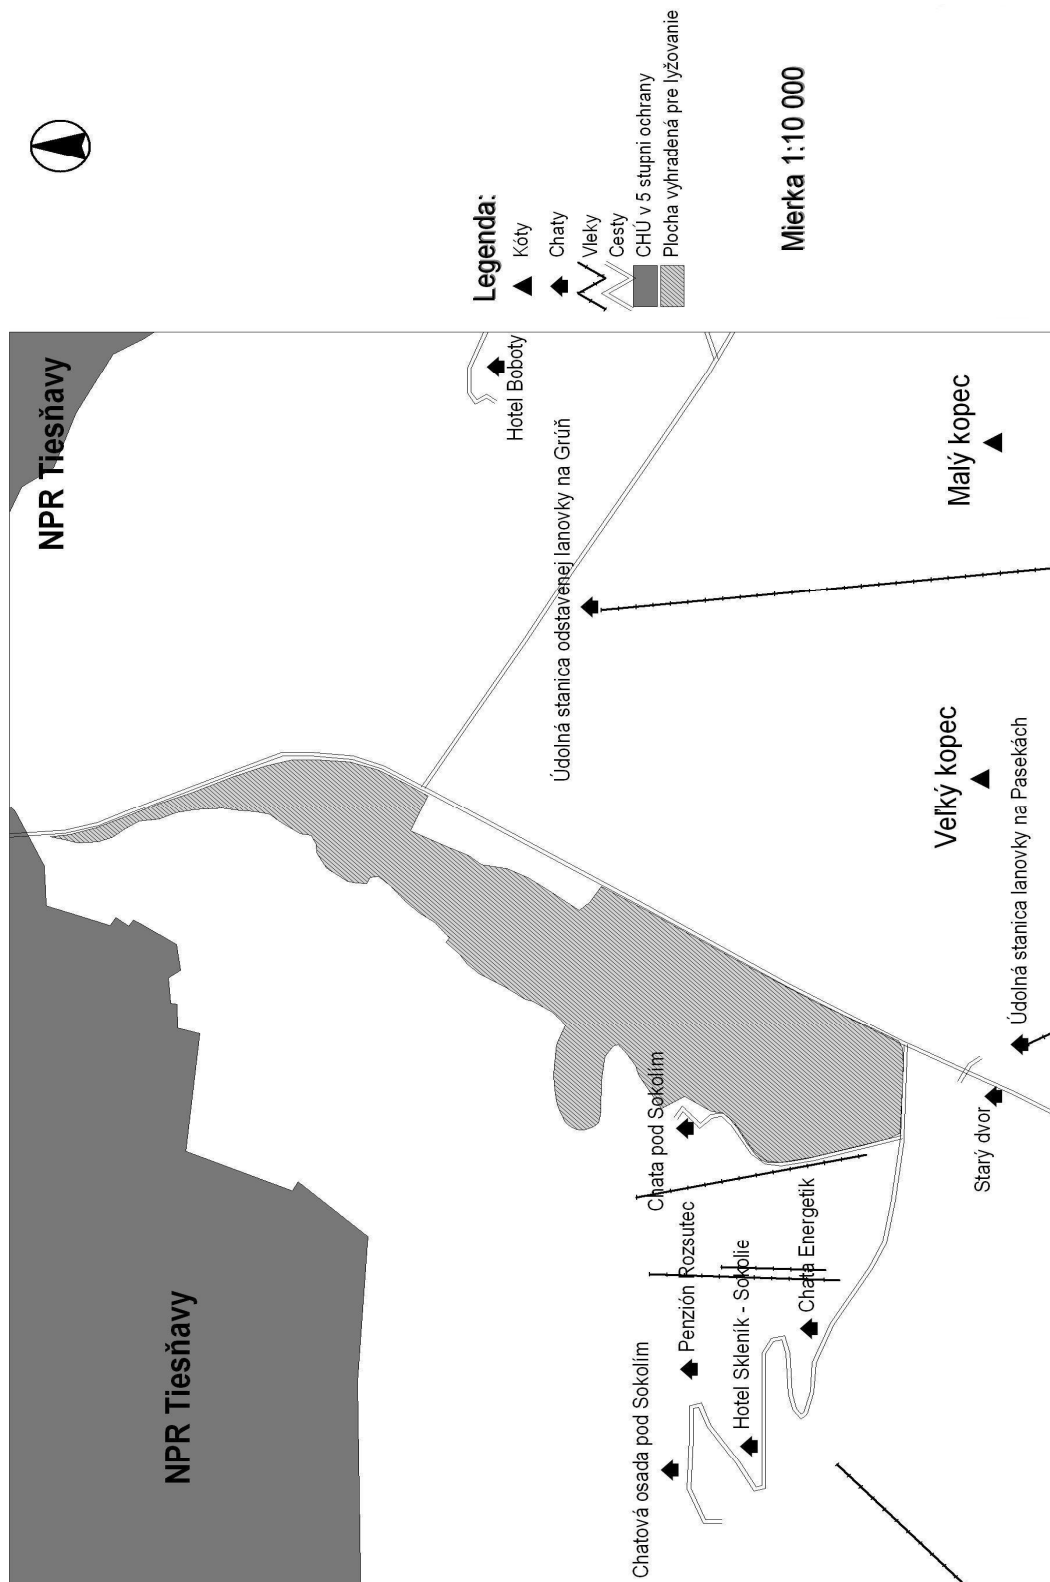 NPR Tiesňavy
NPR Tiesňavy
Chatová osada pod Sokolím
Penzión Rozsutec
Hotel Skleník - Sokolie
Chata Energetik
Chata pod Sokolím
Starý dvor
Údolná stanica lanovky na Pasekách
Veľký kopec
Údolná stanica odstavenej lanovky na Grúň
Malý kopec
Hotel Boboty
Legenda:
Kóty
Chaty
Vleky
Cesty
CHÚ v 5 stupni ochrany
Plocha vyhradená pre lyžovanie
Mierka 1:10 000